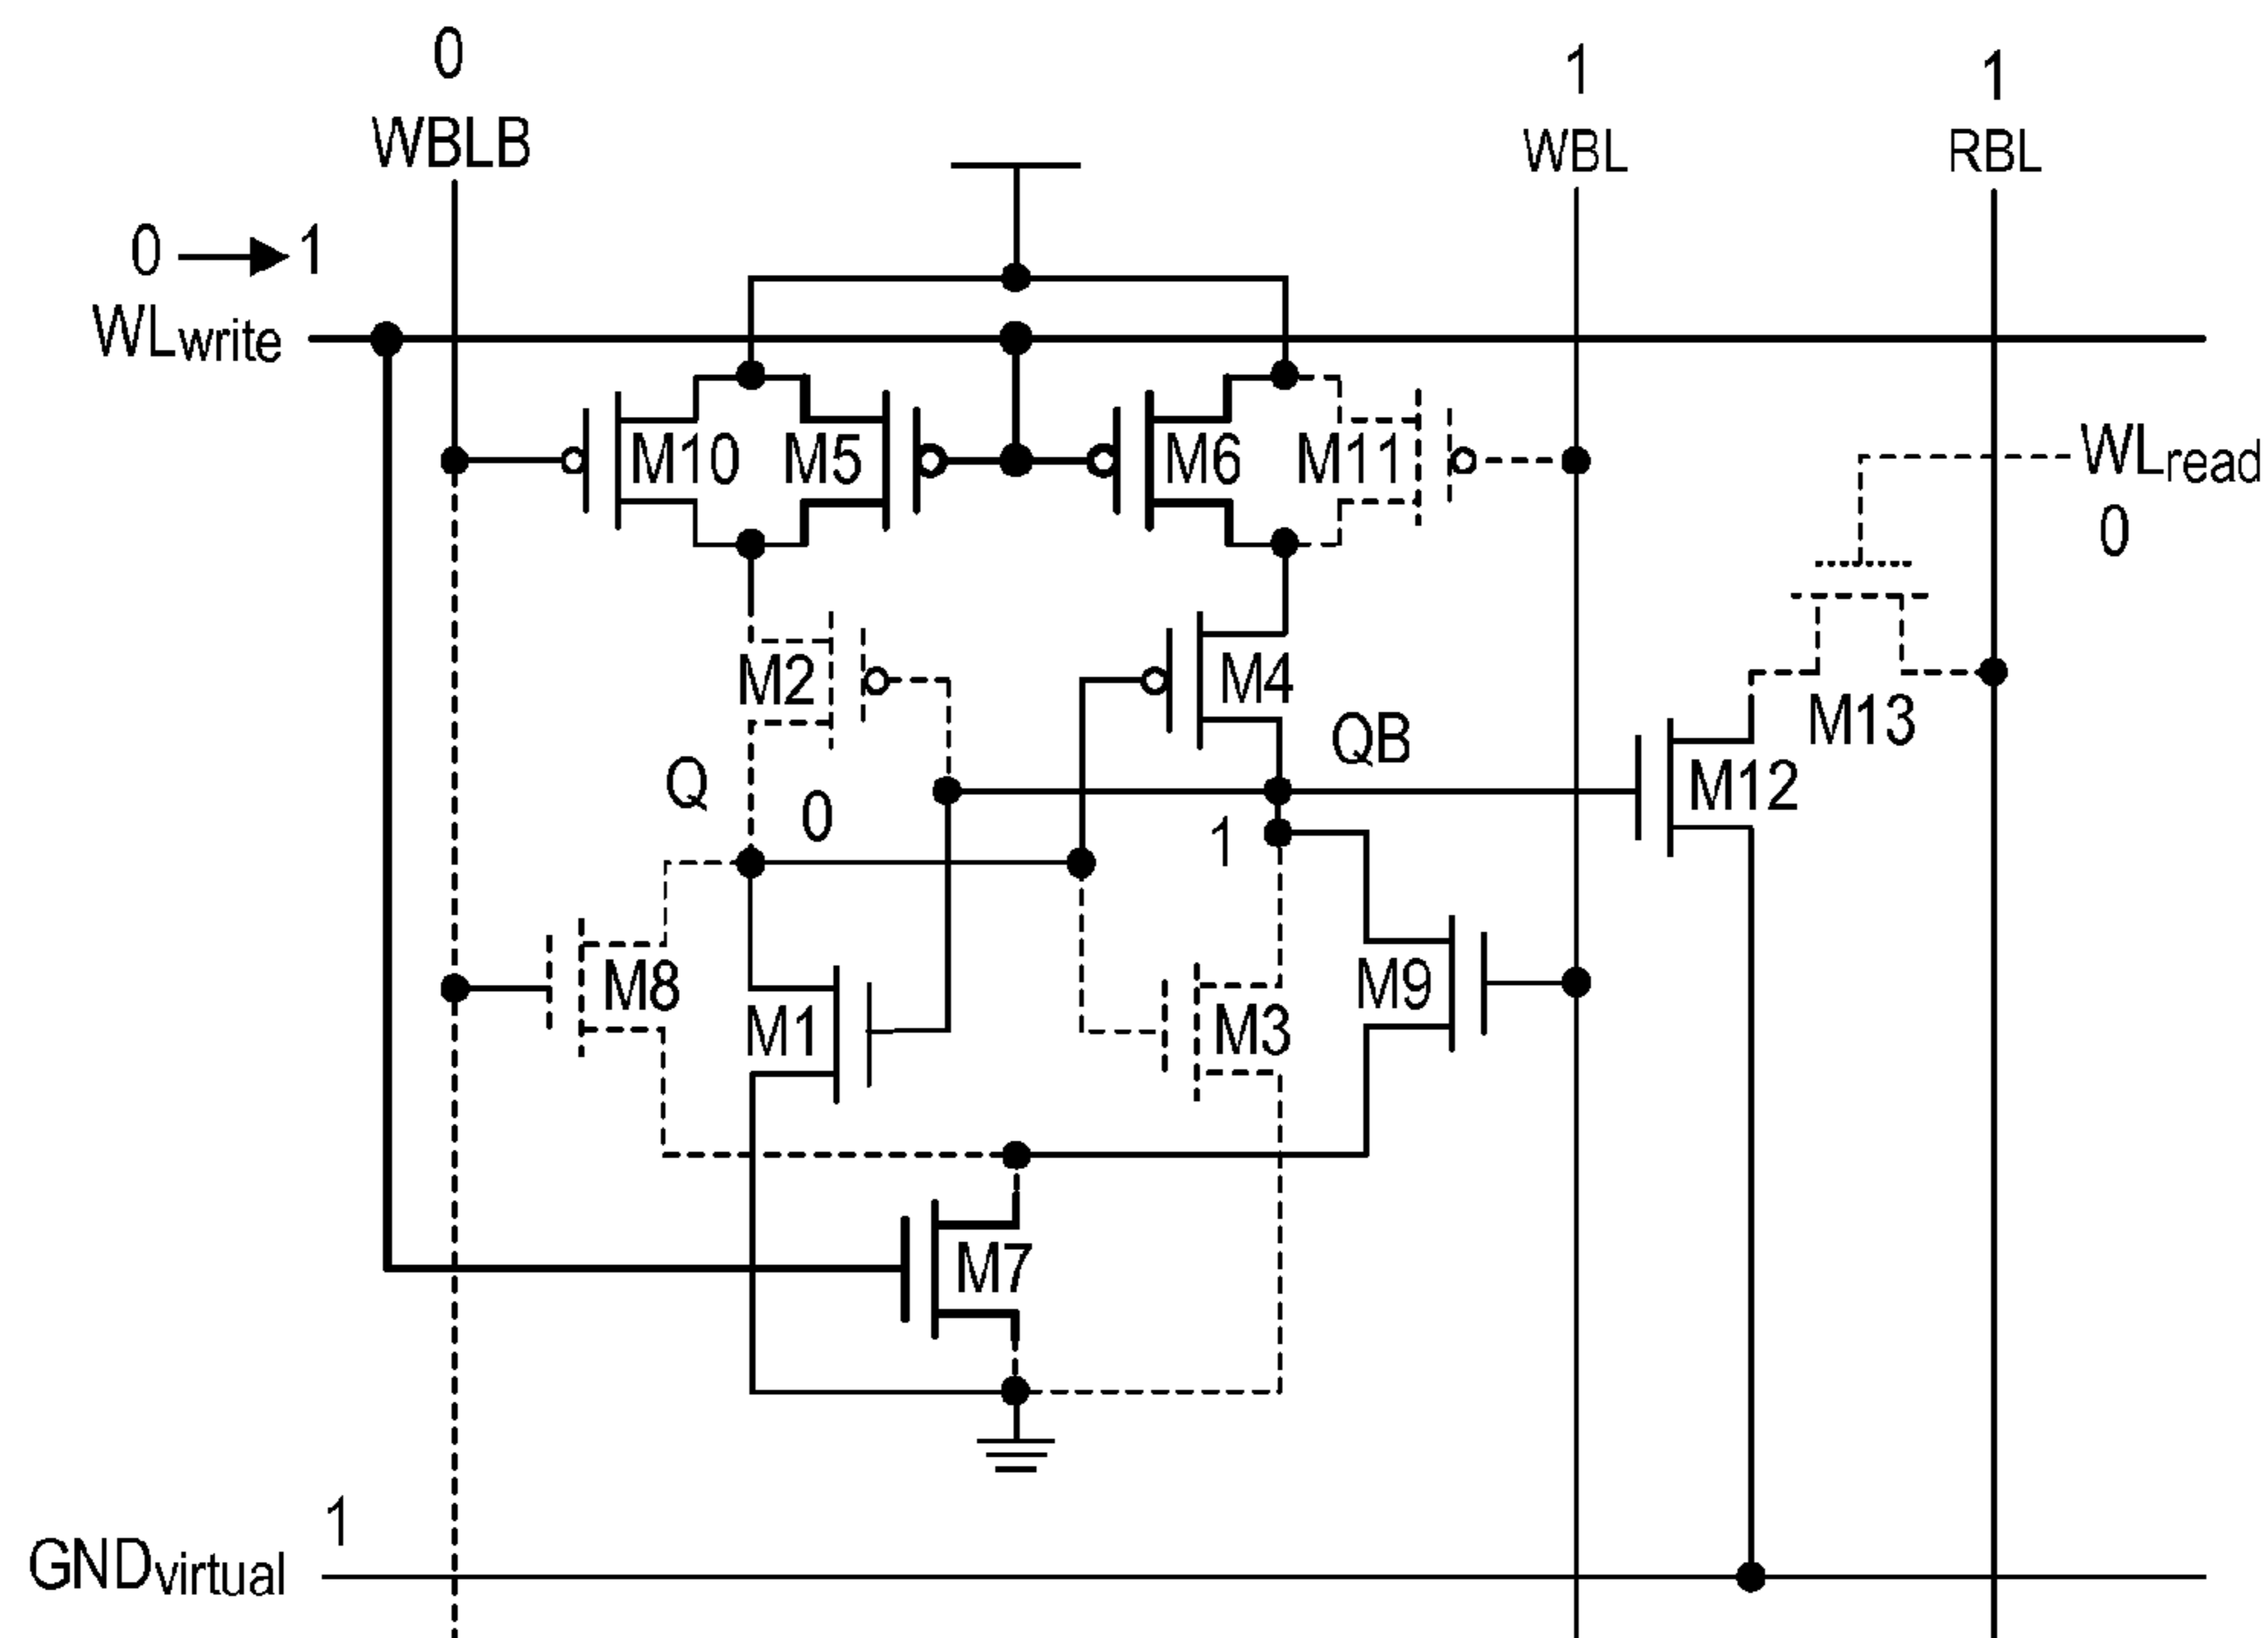 0
WBLB
1
WBL
1
RBL
0 → 1
WLwrite
M10
M5
M6
M11
WLread
0
M2
M4
M13
QB
Q
0
1
M12
M8
M1
M3
M9
M7
1
GNDvirtual